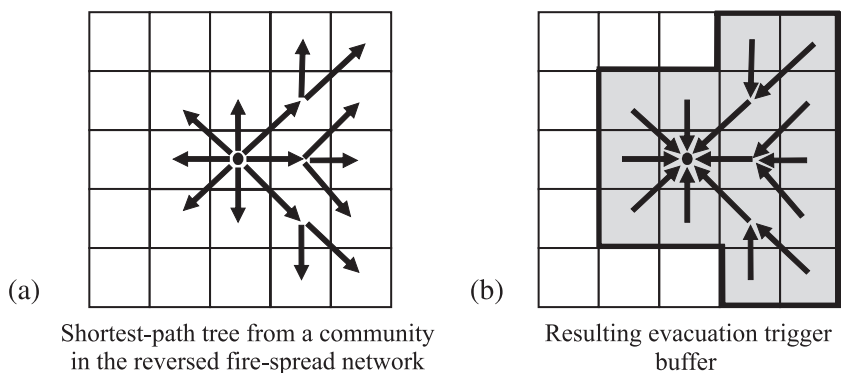 (a)
Shortest-path tree from a community
in the reversed fire-spread network
(b)
Resulting evacuation trigger
buffer